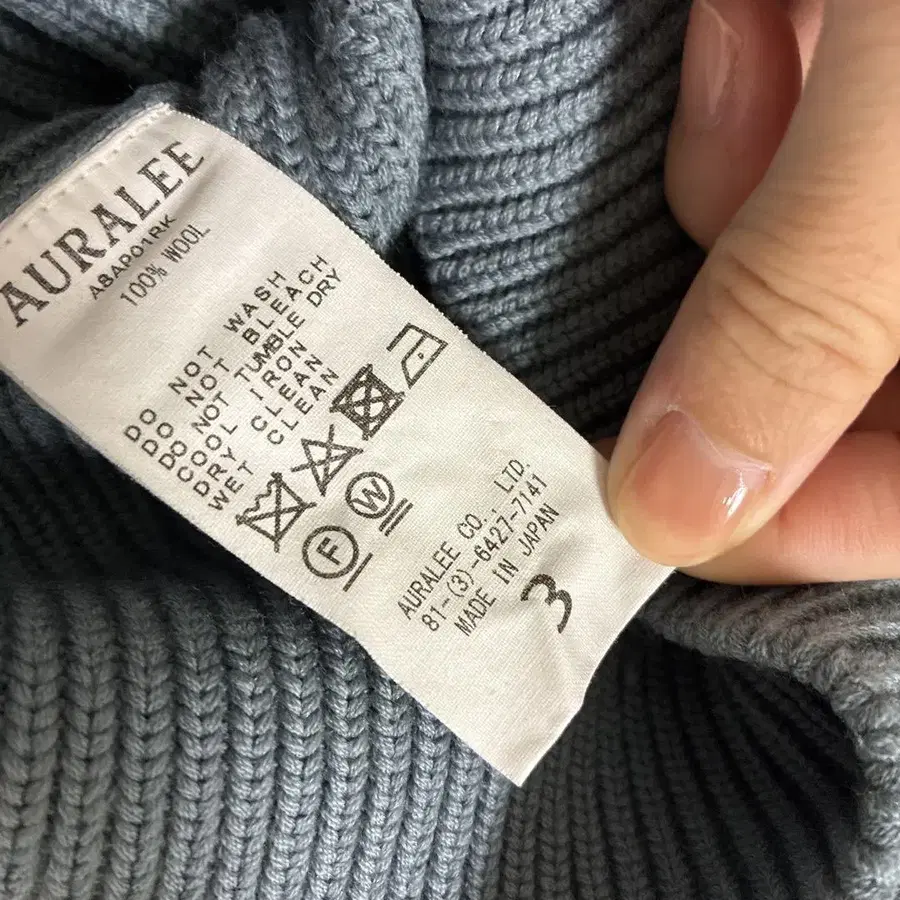 AURALEE
A8AP01RK
100% WOOL
DO NOT WASH
DO NOT BLEACH
DO NOT TUMBLE DRY
COOL IRON
DRY CLEAN
WET CLEAN
F W
AURALEE CO., LTD.
81-(3)-6427-7141
MADE IN JAPAN
3